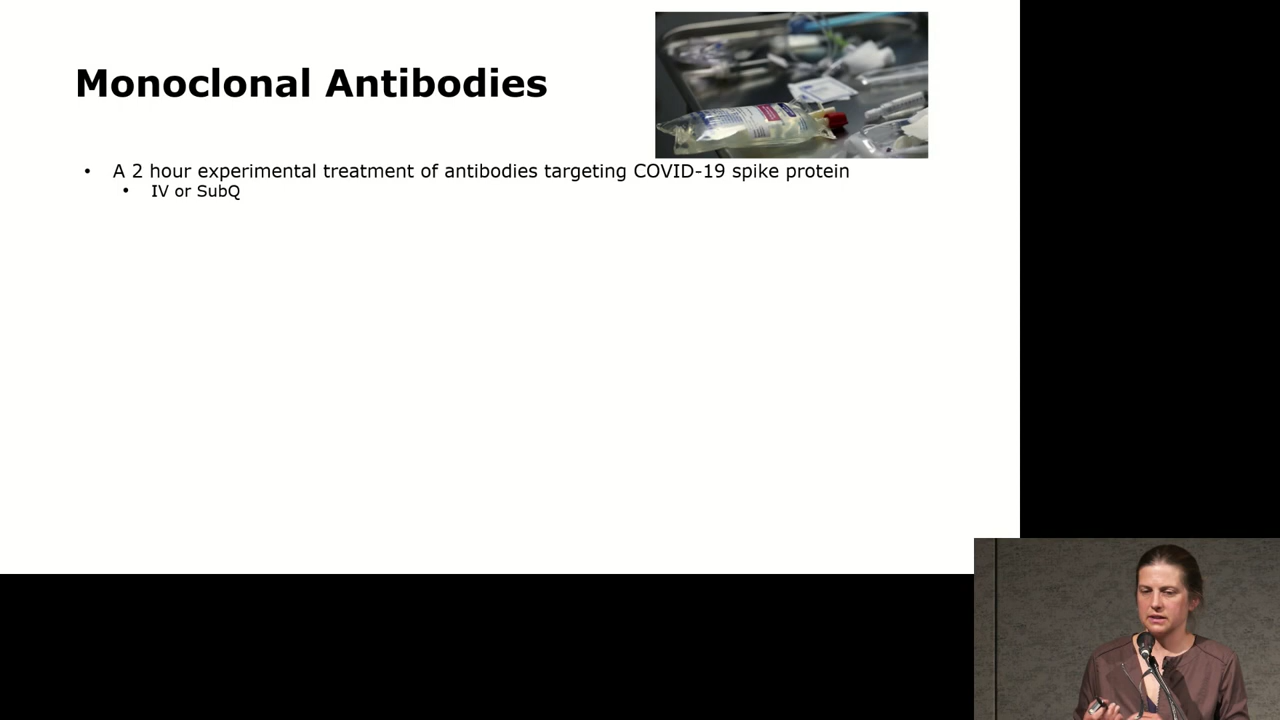 Monoclonal Antibodies
• A 2 hour experimental treatment of antibodies targeting COVID-19 spike protein
• IV or SubQ